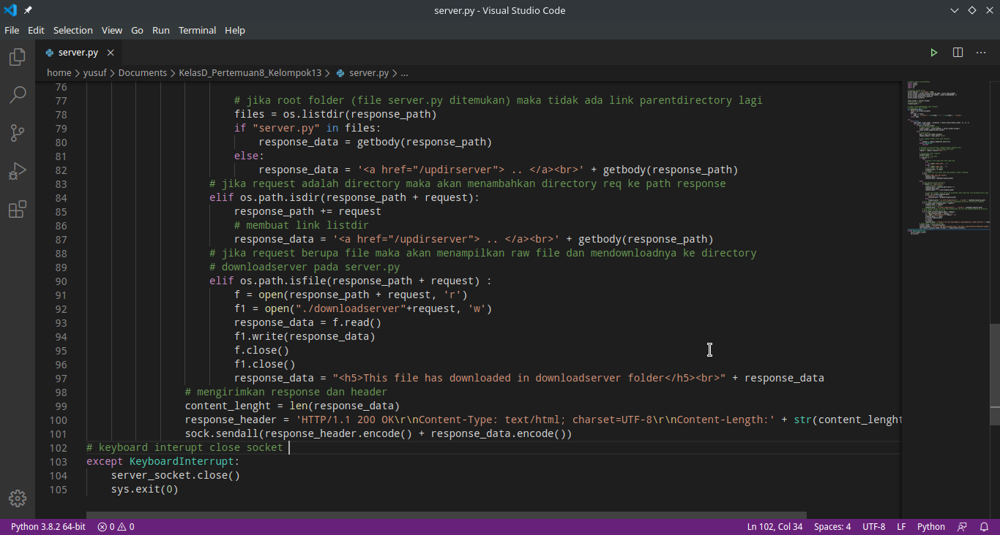 server.py - Visual Studio Code
File Edit Selection View Go Run Terminal Help
server.py
home > yusuf > Documents > KelasD_Pertemuan8_Kelompok13 > server.py > ...
76
77 # jika root folder (file server.py ditemukan) maka tidak ada link parentdirectory lagi
78 files = os.listdir(response_path)
79 if "server.py" in files:
80 response_data = getbody(response_path)
81 else:
82 response_data = '<a href="/updirserver"> .. </a><br>' + getbody(response_path)
83 # jika request adalah directory maka akan menambahkan directory req ke path response
84 elif os.path.isdir(response_path + request):
85 response_path += request
86 # membuat link listdir
87 response_data = '<a href="/updirserver"> .. </a><br>' + getbody(response_path)
88 # jika request berupa file maka akan menampilkan raw file dan mendownloadnya ke directory
89 # downloadserver pada server.py
90 elif os.path.isfile(response_path + request) :
91 f = open(response_path + request, 'r')
92 f1 = open("./downloadserver"+request, 'w')
93 response_data = f.read()
94 f1.write(response_data)
95 f.close()
96 f1.close()
97 response_data = "<h5>This file has downloaded in downloadserver folder</h5><br>" + response_data
98 # mengirimkan response dan header
99 content_lenght = len(response_data)
100 response_header = 'HTTP/1.1 200 OK\r\nContent-Type: text/html; charset=UTF-8\r\nContent-Length:' + str(content_lenght
101 sock.sendall(response_header.encode() + response_data.encode())
102 # keyboard interupt close socket
103 except KeyboardInterrupt:
104 server_socket.close()
105 sys.exit(0)
Python 3.8.2 64-bit 0 0 Ln 102, Col 34 Spaces: 4 UTF-8 LF Python